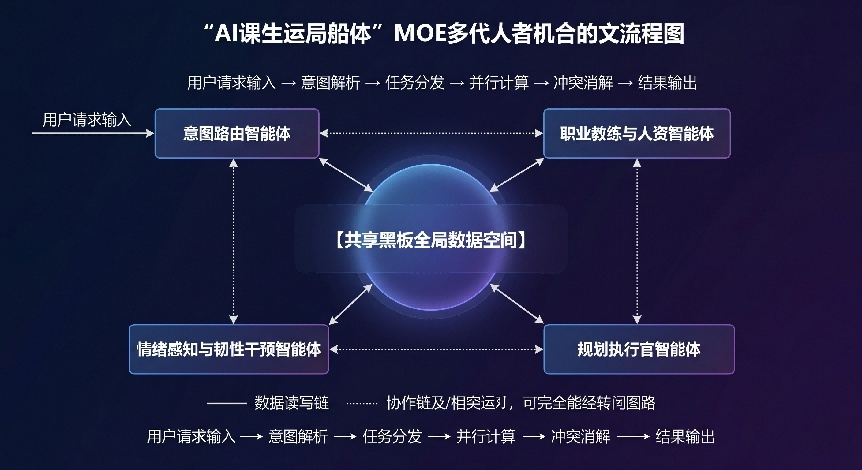 “AI课生运局船体”MOE多代人者机合的文流程图
用户请求输入 → 意图解析 → 任务分发 → 并行计算 → 冲突消解 → 结果输出
用户请求输入
意图路由智能体
职业教练与人资智能体
【共享黑板全局数据空间】
情绪感知与韧性干预智能体
规划执行官智能体
数据读写链
协作链及/相突运刈，可完全能经转闭图路
用户请求输入 → 意图解析 → 任务分发 → 并行计算 → 冲突消解 → 结果输出